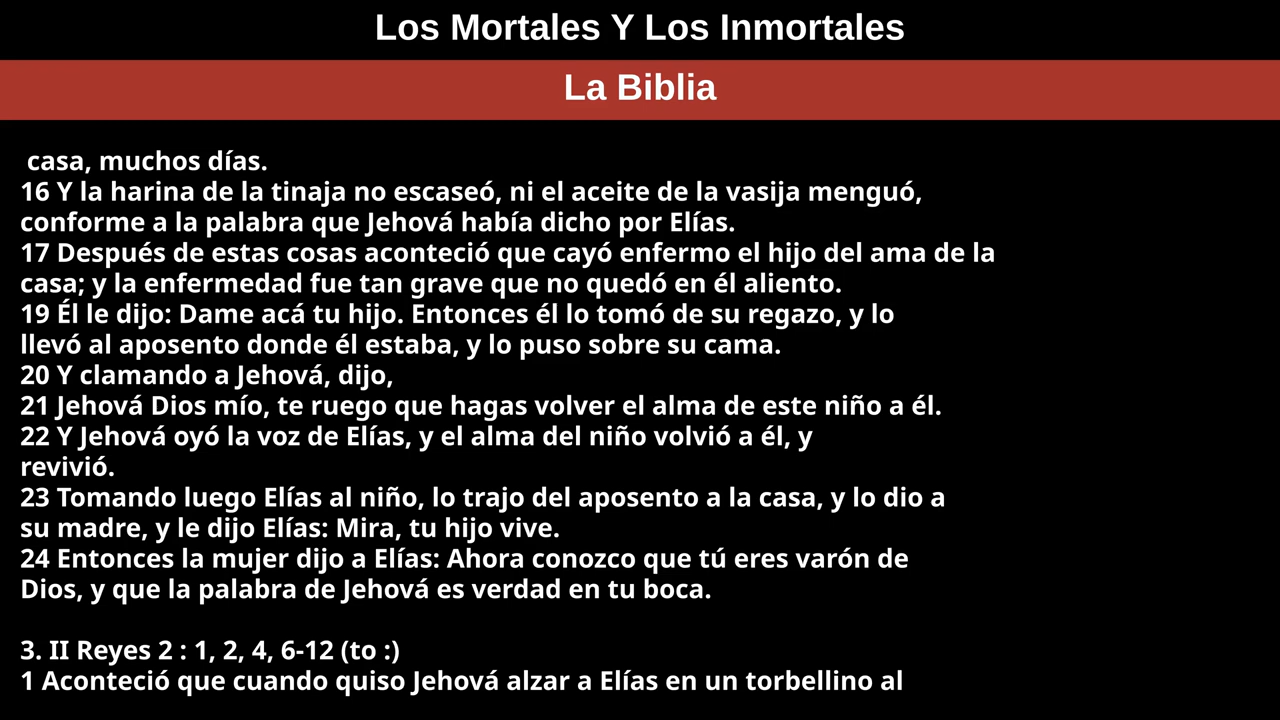 Los Mortales Y Los Inmortales
La Biblia
casa, muchos días.
16 Y la harina de la tinaja no escaseó, ni el aceite de la vasija menguó,
conforme a la palabra que Jehová había dicho por Elías.
17 Después de estas cosas aconteció que cayó enfermo el hijo del ama de la
casa; y la enfermedad fue tan grave que no quedó en él aliento.
19 Él le dijo: Dame acá tu hijo. Entonces él lo tomó de su regazo, y lo
llevó al aposento donde él estaba, y lo puso sobre su cama.
20 Y clamando a Jehová, dijo,
21 Jehová Dios mío, te ruego que hagas volver el alma de este niño a él.
22 Y Jehová oyó la voz de Elías, y el alma del niño volvió a él, y
revivió.
23 Tomando luego Elías al niño, lo trajo del aposento a la casa, y lo dio a
su madre, y le dijo Elías: Mira, tu hijo vive.
24 Entonces la mujer dijo a Elías: Ahora conozco que tú eres varón de
Dios, y que la palabra de Jehová es verdad en tu boca.
3. II Reyes 2 : 1, 2, 4, 6-12 (to :)
1 Aconteció que cuando quiso Jehová alzar a Elías en un torbellino al